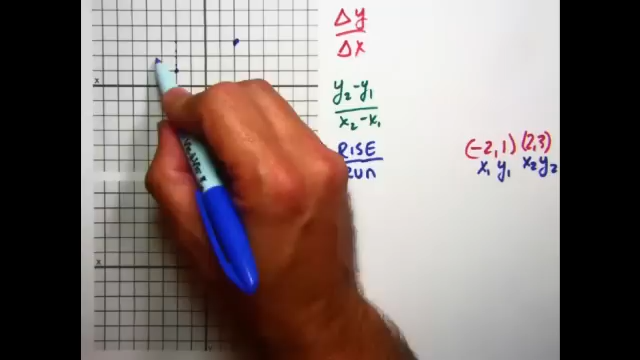 Δy
Δx
y₂-y₁
x₂-x₁
RISE
RUN
(-2,1) (2,3)
x₁ y₁ x₂ y₂
x
x